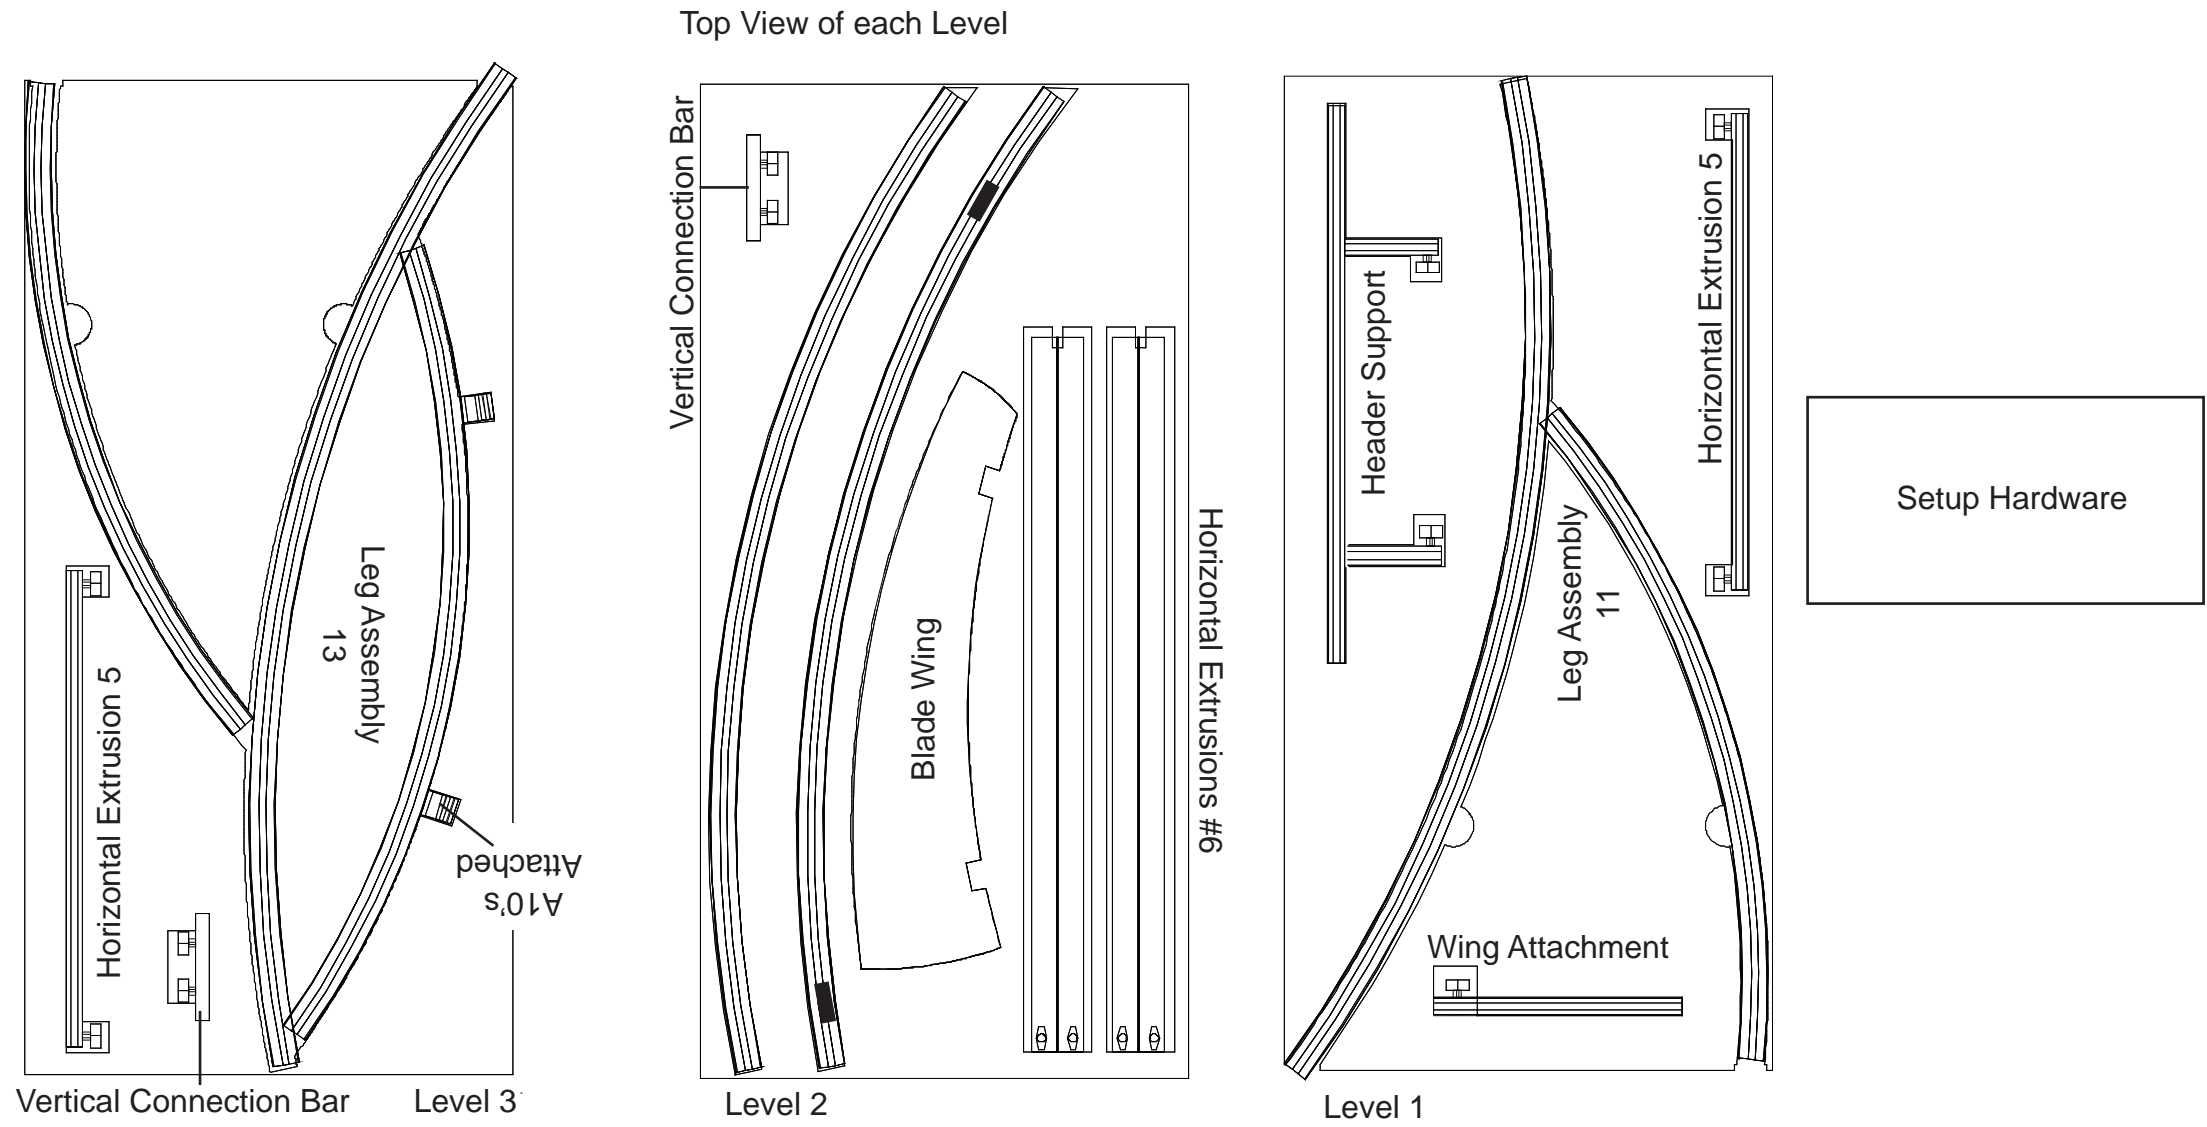 Top View of each Level
Horizontal Extrusion 5
Leg Assembly
13
A10's
Attached
Vertical Connection Bar
Level 3
Vertical Connection Bar
Blade Wing
Horizontal Extrusions #6
Level 2
Header Support
Horizontal Extrusion 5
Leg Assembly
11
Wing Attachment
Level 1
Setup Hardware